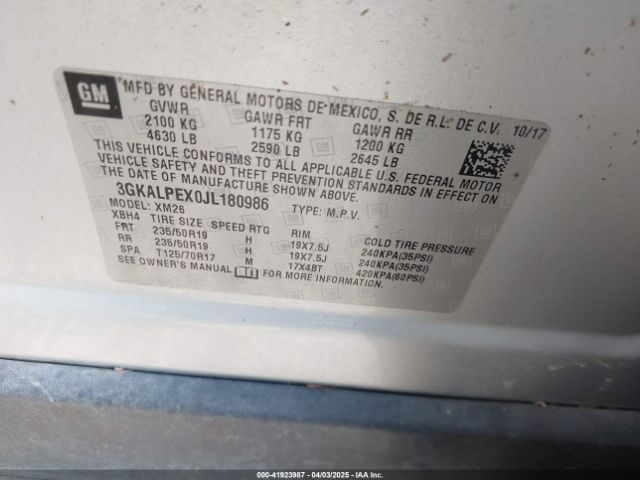 GM
MFD BY GENERAL MOTORS DE MEXICO, S. DE R.L. DE C.V. 10/17
GVWR GAWR FRT GAWR RR
2100 KG 1175 KG 1200 KG
4630 LB 2590 LB 2645 LB
THIS VEHICLE CONFORMS TO ALL APPLICABLE U.S. FEDERAL MOTOR
VEHICLE SAFETY AND THEFT PREVENTION STANDARDS IN EFFECT ON
THE DATE OF MANUFACTURE SHOWN ABOVE.
3GKALPEX0JL180986 TYPE: M.P.V.
MODEL: XM26
XBH4 TIRE SIZE SPEED RTG RIM COLD TIRE PRESSURE
FRT 235/50R19 H 19X7.5J 240KPA(35PSI)
RR 235/50R19 H 19X7.5J 240KPA(35PSI)
SPA T125/70R17 M 17X4BT 420KPA(60PSI)
SEE OWNER'S MANUAL FOR MORE INFORMATION.
000-41923987 - 04/03/2025 - IAAI.COM